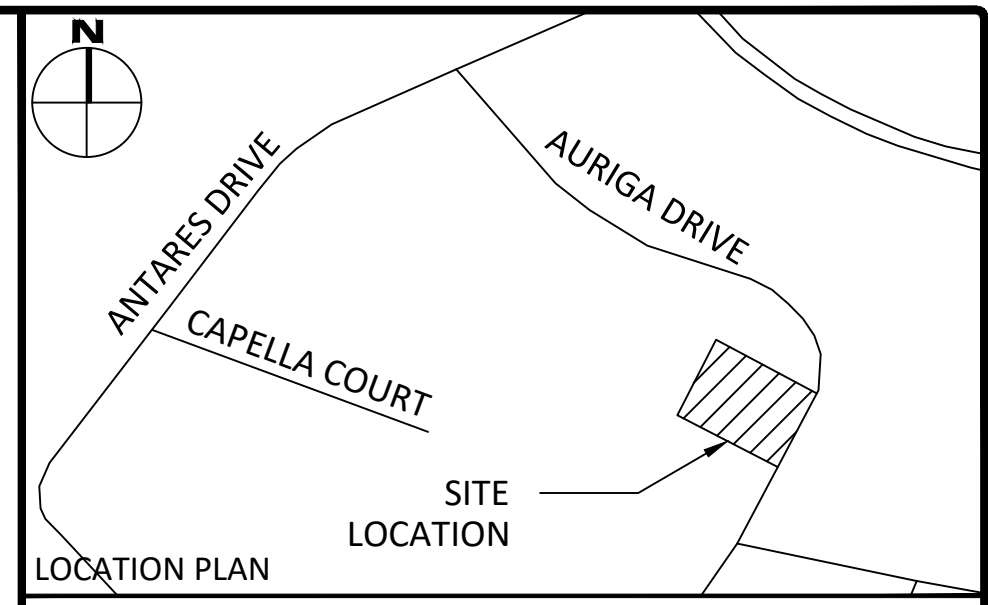 N
ANTARES DRIVE
AURIGA DRIVE
CAPELLA COURT
SITE
LOCATION
LOCATION PLAN